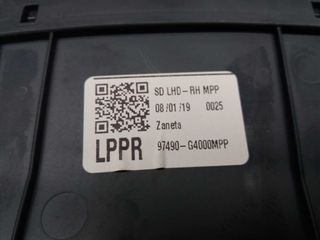 SD LHD-RH MPP
08/01/19 0025
Zaneta
LPPR 97490-G4000MPP